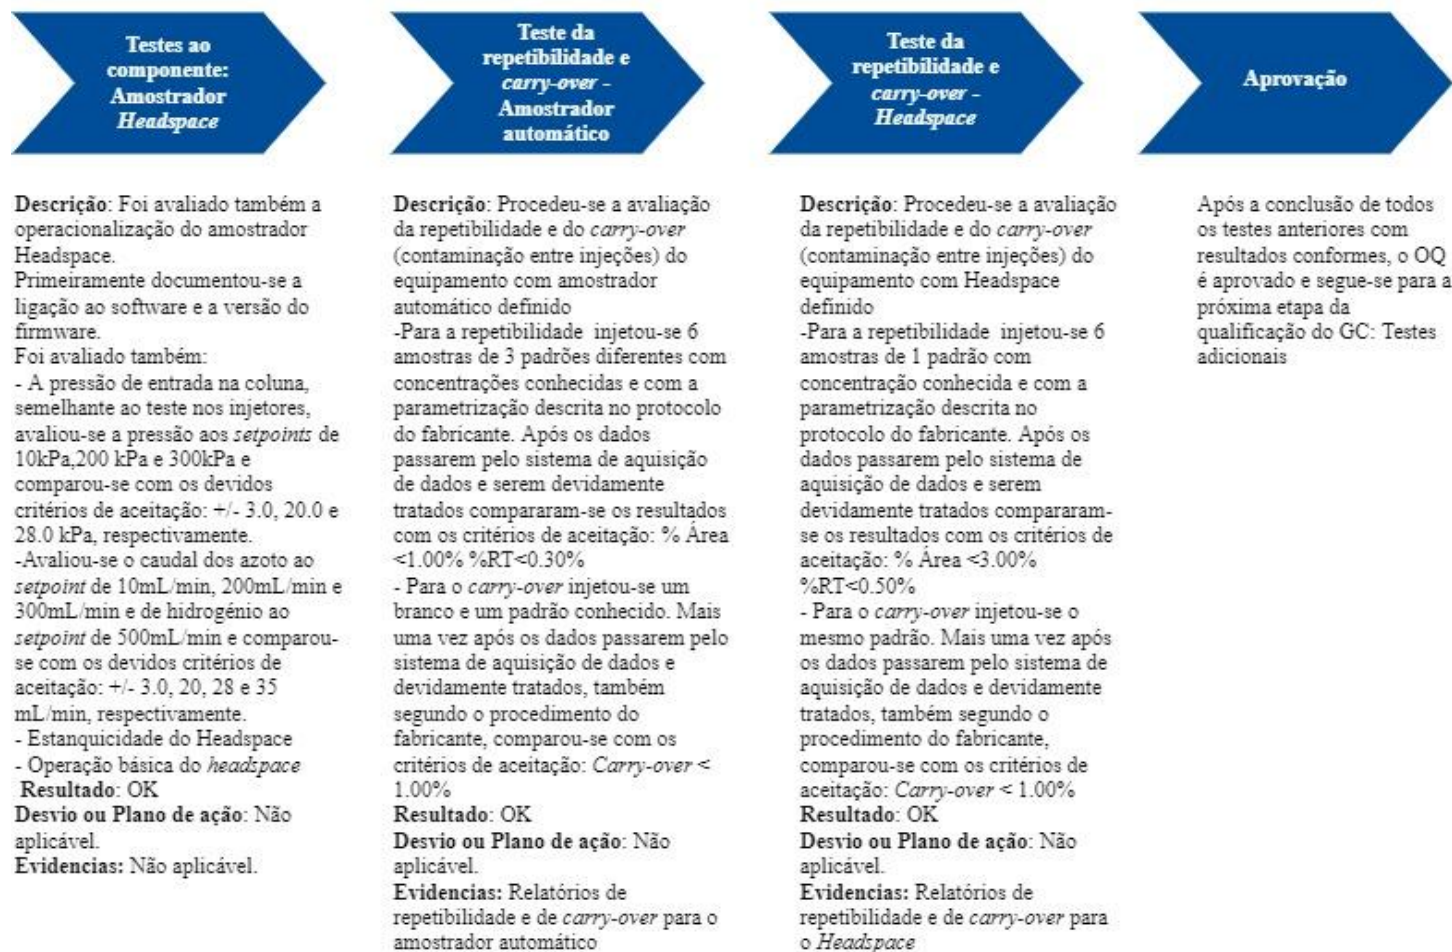 Testes ao
componente:
Amostrador
Headspace
Teste da
repetibilidade e
carry-over -
Amostrador
automático
Teste da
repetibilidade e
carry-over -
Headspace
Aprovação
Descrição: Foi avaliado também a
operacionalização do amostrador
Headspace.
Primeiramente documentou-se a
ligação ao software e a versão do
firmware.
Foi avaliado também:
- A pressão de entrada na coluna,
semelhante ao teste nos injetores,
avaliou-se a pressão aos setpoints de
10kPa,200 kPa e 300kPa e
comparou-se com os devidos
critérios de aceitação: +/- 3.0, 20.0 e
28.0 kPa, respectivamente.
-Avaliou-se o caudal dos azoto ao
setpoint de 10mL/min, 200mL/min e
300mL/min e de hidrogénio ao
setpoint de 500mL/min e comparou-
se com os devidos critérios de
aceitação: +/- 3.0, 20, 28 e 35
mL/min, respectivamente.
- Estanquicidade do Headspace
- Operação básica do headspace
Resultado: OK
Desvio ou Plano de ação: Não
aplicável.
Evidencias: Não aplicável.
Descrição: Procedeu-se a avaliação
da repetibilidade e do carry-over
(contaminação entre injeções) do
equipamento com amostrador
automático definido
-Para a repetibilidade injetou-se 6
amostras de 3 padrões diferentes com
concentrações conhecidas e com a
parametrização descrita no protocolo
do fabricante. Após os dados
passarem pelo sistema de aquisição
de dados e serem devidamente
tratados compararam-se os resultados
com os critérios de aceitação: % Área
<1.00% %RT<0.30%
- Para o carry-over injetou-se um
branco e um padrão conhecido. Mais
uma vez após os dados passarem pelo
sistema de aquisição de dados e
devidamente tratados, também
segundo o procedimento do
fabricante, comparou-se com os
critérios de aceitação: Carry-over <
1.00%
Resultado: OK
Desvio ou Plano de ação: Não
aplicável.
Evidencias: Relatórios de
repetibilidade e de carry-over para o
amostrador automático
Descrição: Procedeu-se a avaliação
da repetibilidade e do carry-over
(contaminação entre injeções) do
equipamento com Headspace
definido
-Para a repetibilidade injetou-se 6
amostras de 1 padrão com
concentração conhecida e com a
parametrização descrita no
protocolo do fabricante. Após os
dados passarem pelo sistema de
aquisição de dados e serem
devidamente tratados compararam-
se os resultados com os critérios de
aceitação: % Área <3.00%
%RT<0.50%
- Para o carry-over injetou-se o
mesmo padrão. Mais uma vez após
os dados passarem pelo sistema de
aquisição de dados e devidamente
tratados, também segundo o
procedimento do fabricante,
comparou-se com os critérios de
aceitação: Carry-over < 1.00%
Resultado: OK
Desvio ou Plano de ação: Não
aplicável.
Evidencias: Relatórios de
repetibilidade e de carry-over para
o Headspace
Após a conclusão de todos
os testes anteriores com
resultados conformes, o OQ
é aprovado e segue-se para a
próxima etapa da
qualificação do GC: Testes
adicionais